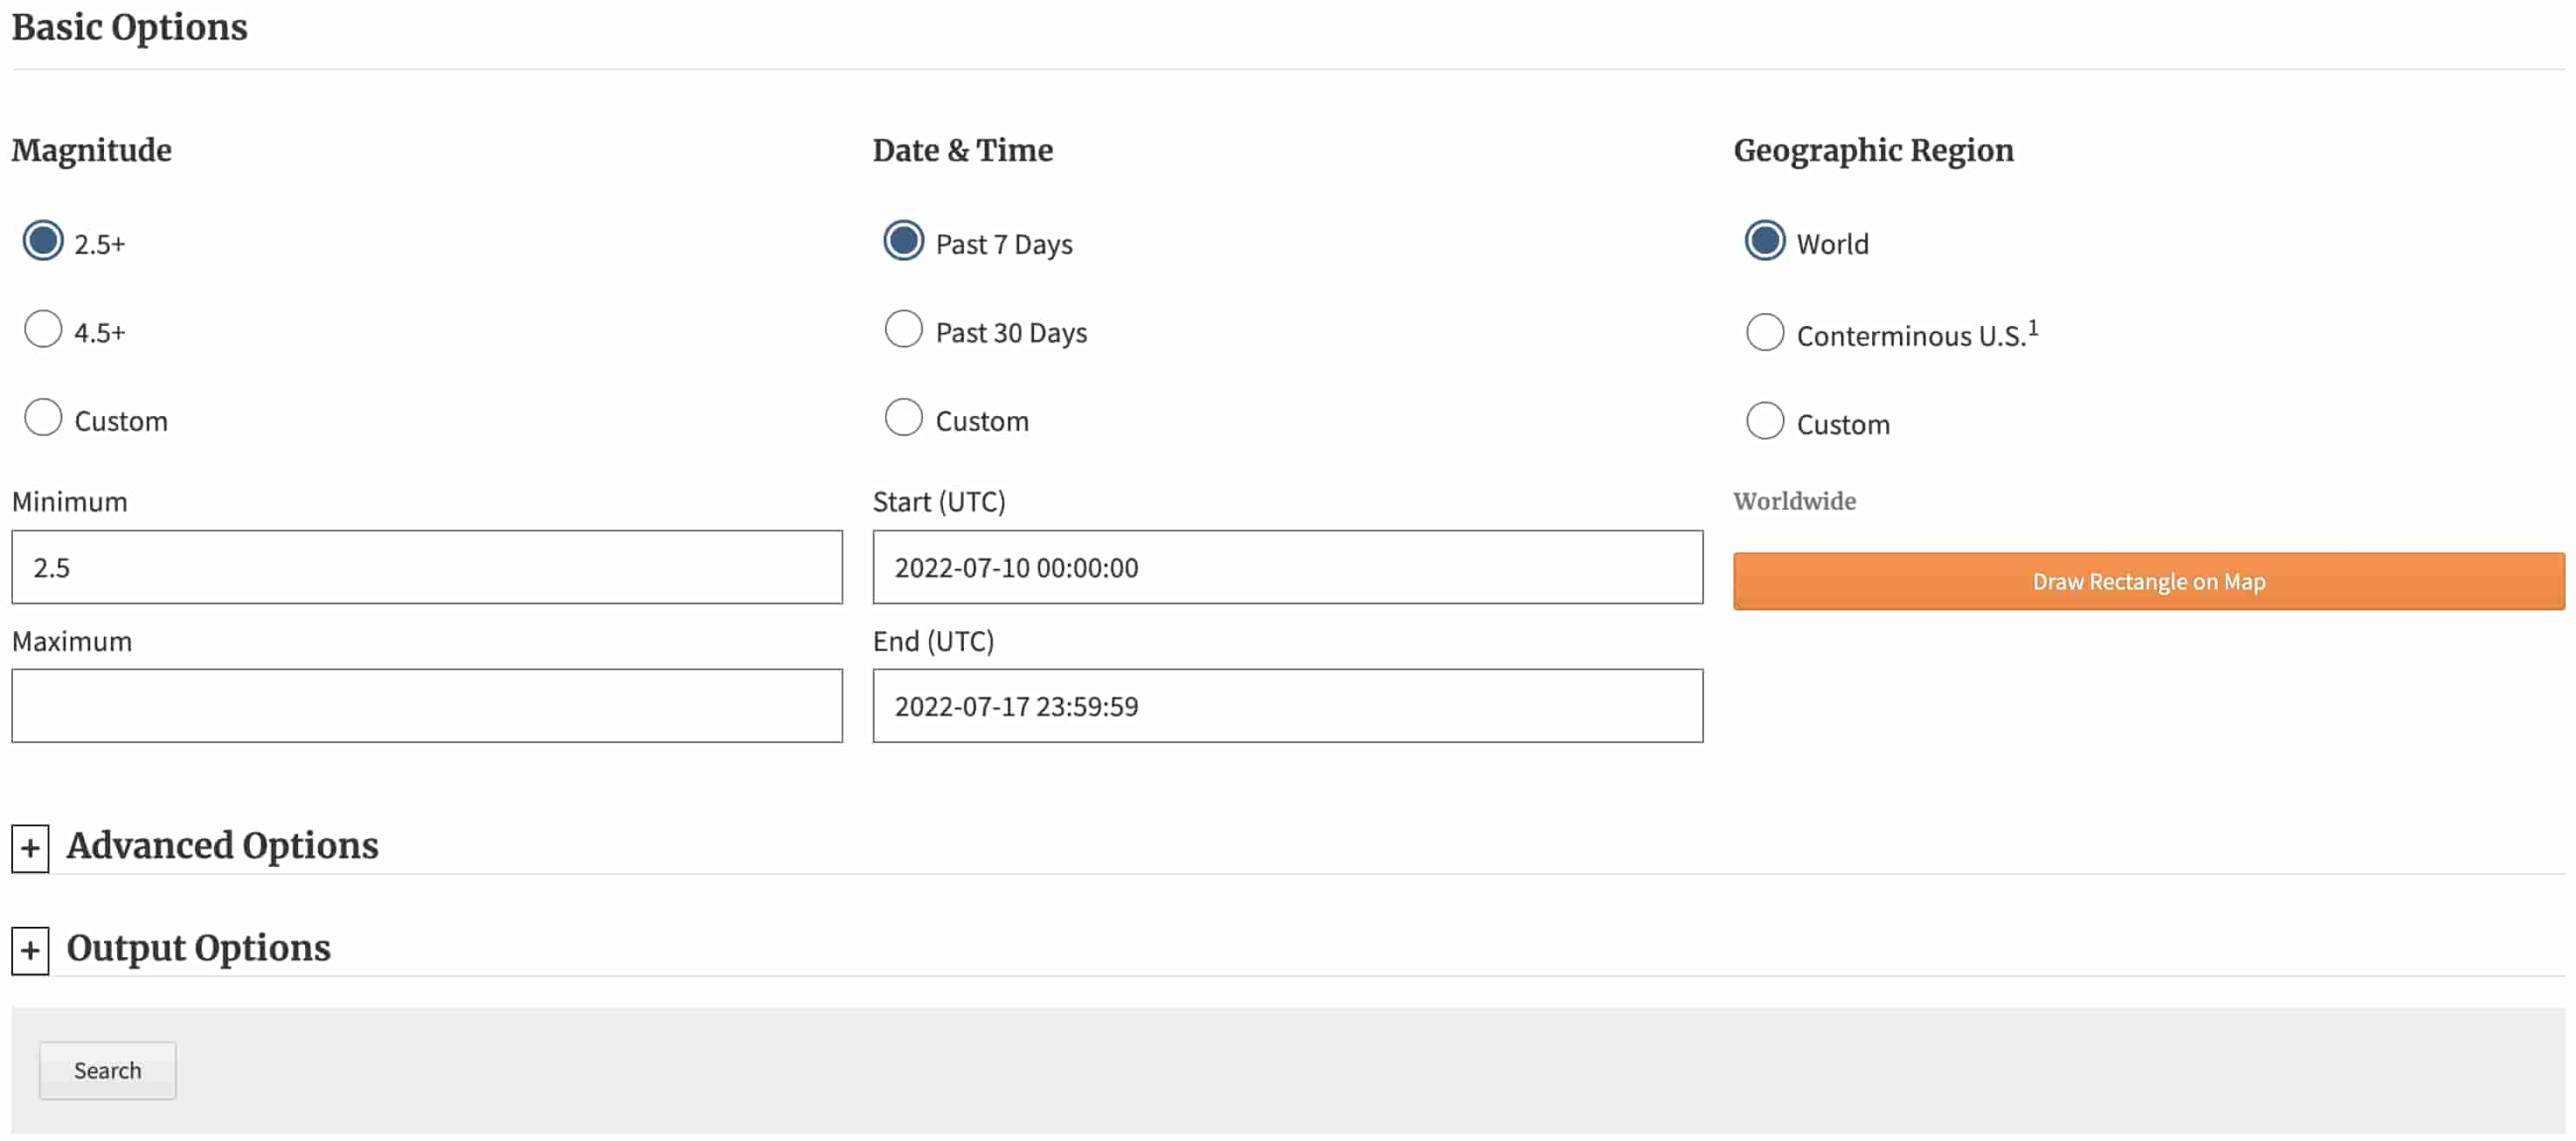 Basic Options
Magnitude
2.5+
4.5+
Custom
Minimum
2.5
Maximum
Date & Time
Past 7 Days
Past 30 Days
Custom
Start (UTC)
2022-07-10 00:00:00
End (UTC)
2022-07-17 23:59:59
Geographic Region
World
Conterminous U.S.¹
Custom
Worldwide
Draw Rectangle on Map
+ Advanced Options
+ Output Options
Search